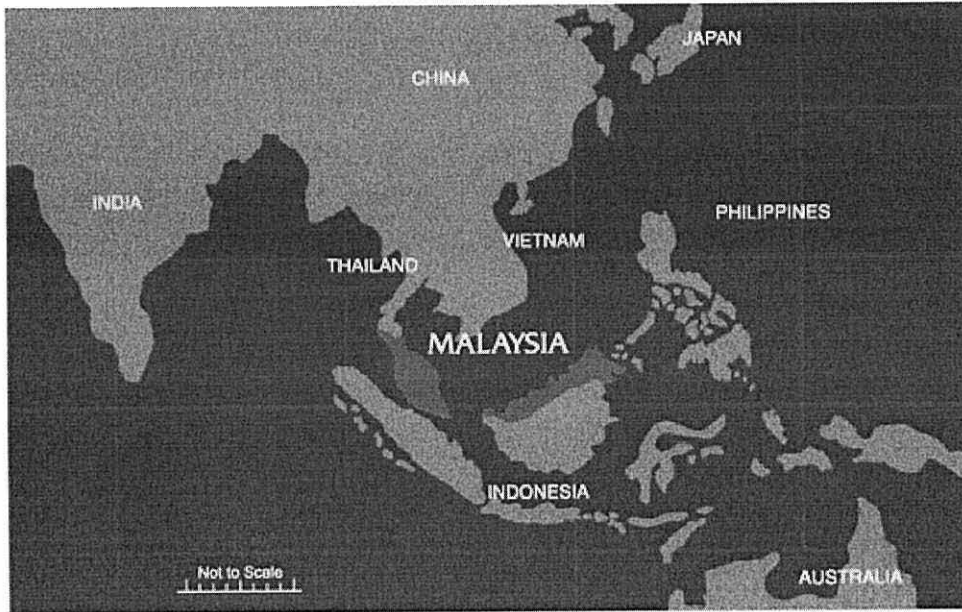 JAPAN
CHINA
INDIA
PHILIPPINES
VIETNAM
THAILAND
MALAYSIA
INDONESIA
Not to Scale
AUSTRALIA